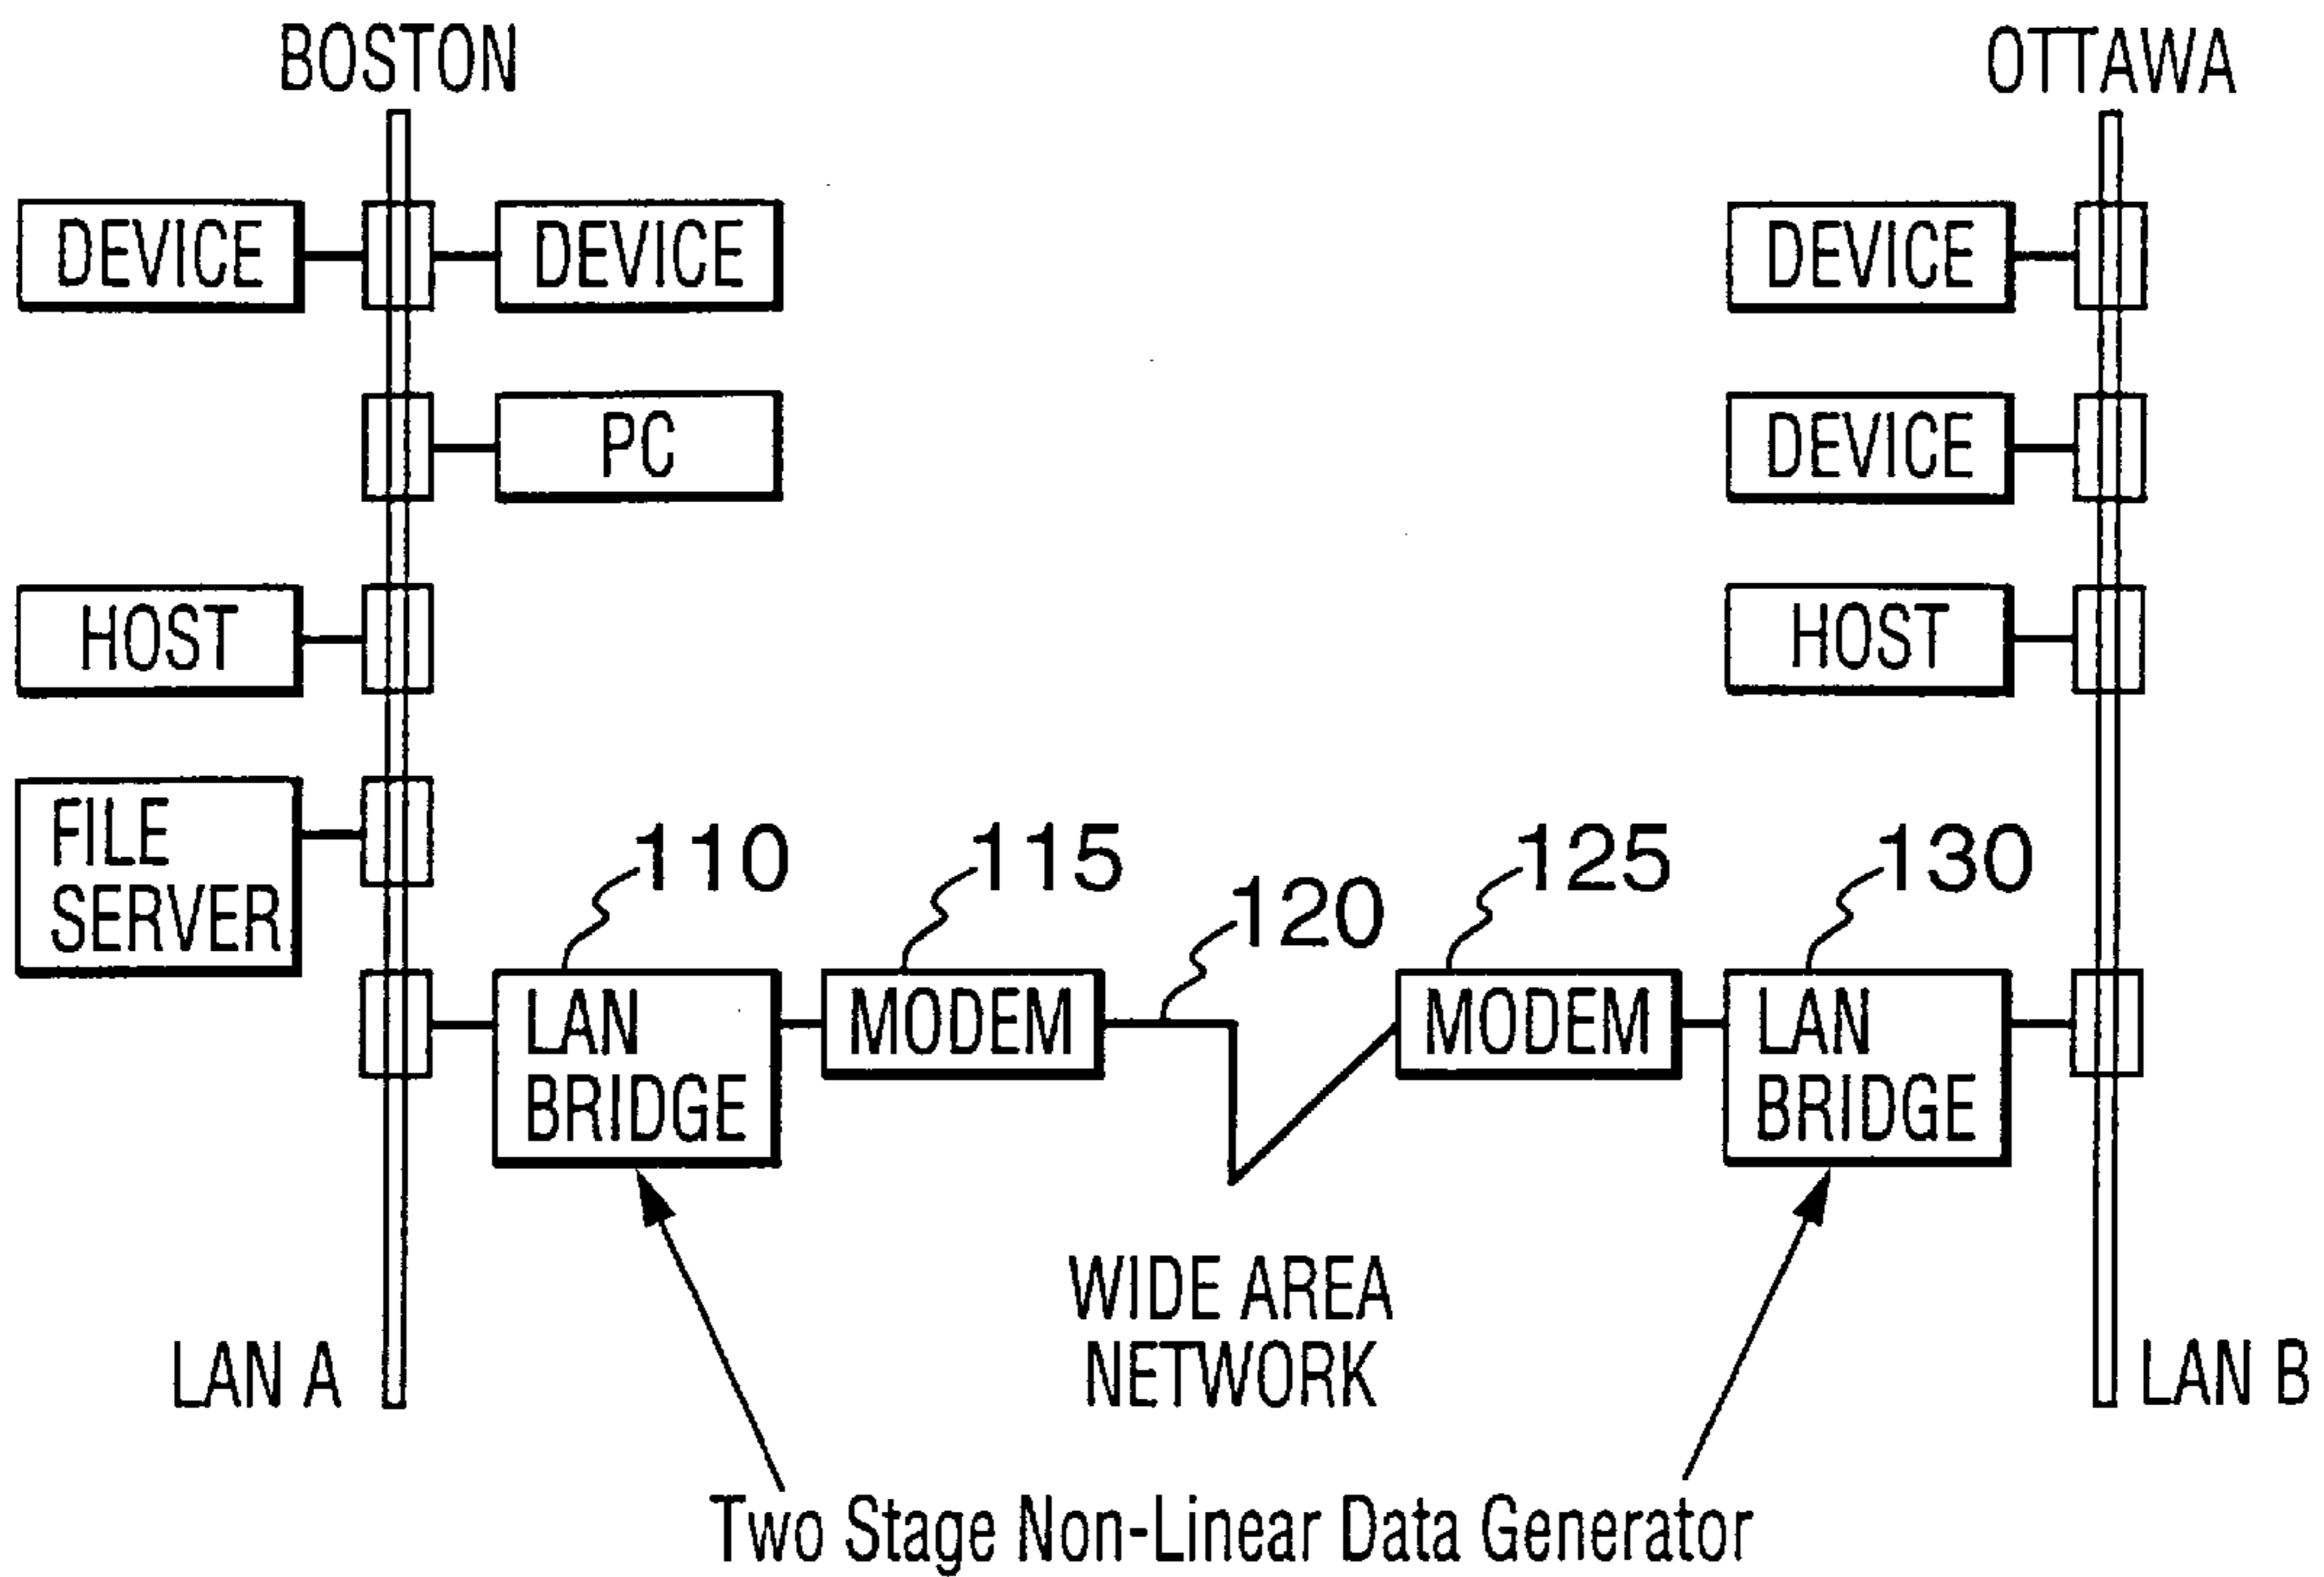 BOSTON
OTTAWA
DEVICE
DEVICE
DEVICE
PC
DEVICE
HOST
HOST
FILE
SERVER
110
115
120
125
130
LAN
BRIDGE
MODEM
MODEM
LAN
BRIDGE
WIDE AREA
NETWORK
LAN A
LAN B
Two Stage Non-Linear Data Generator